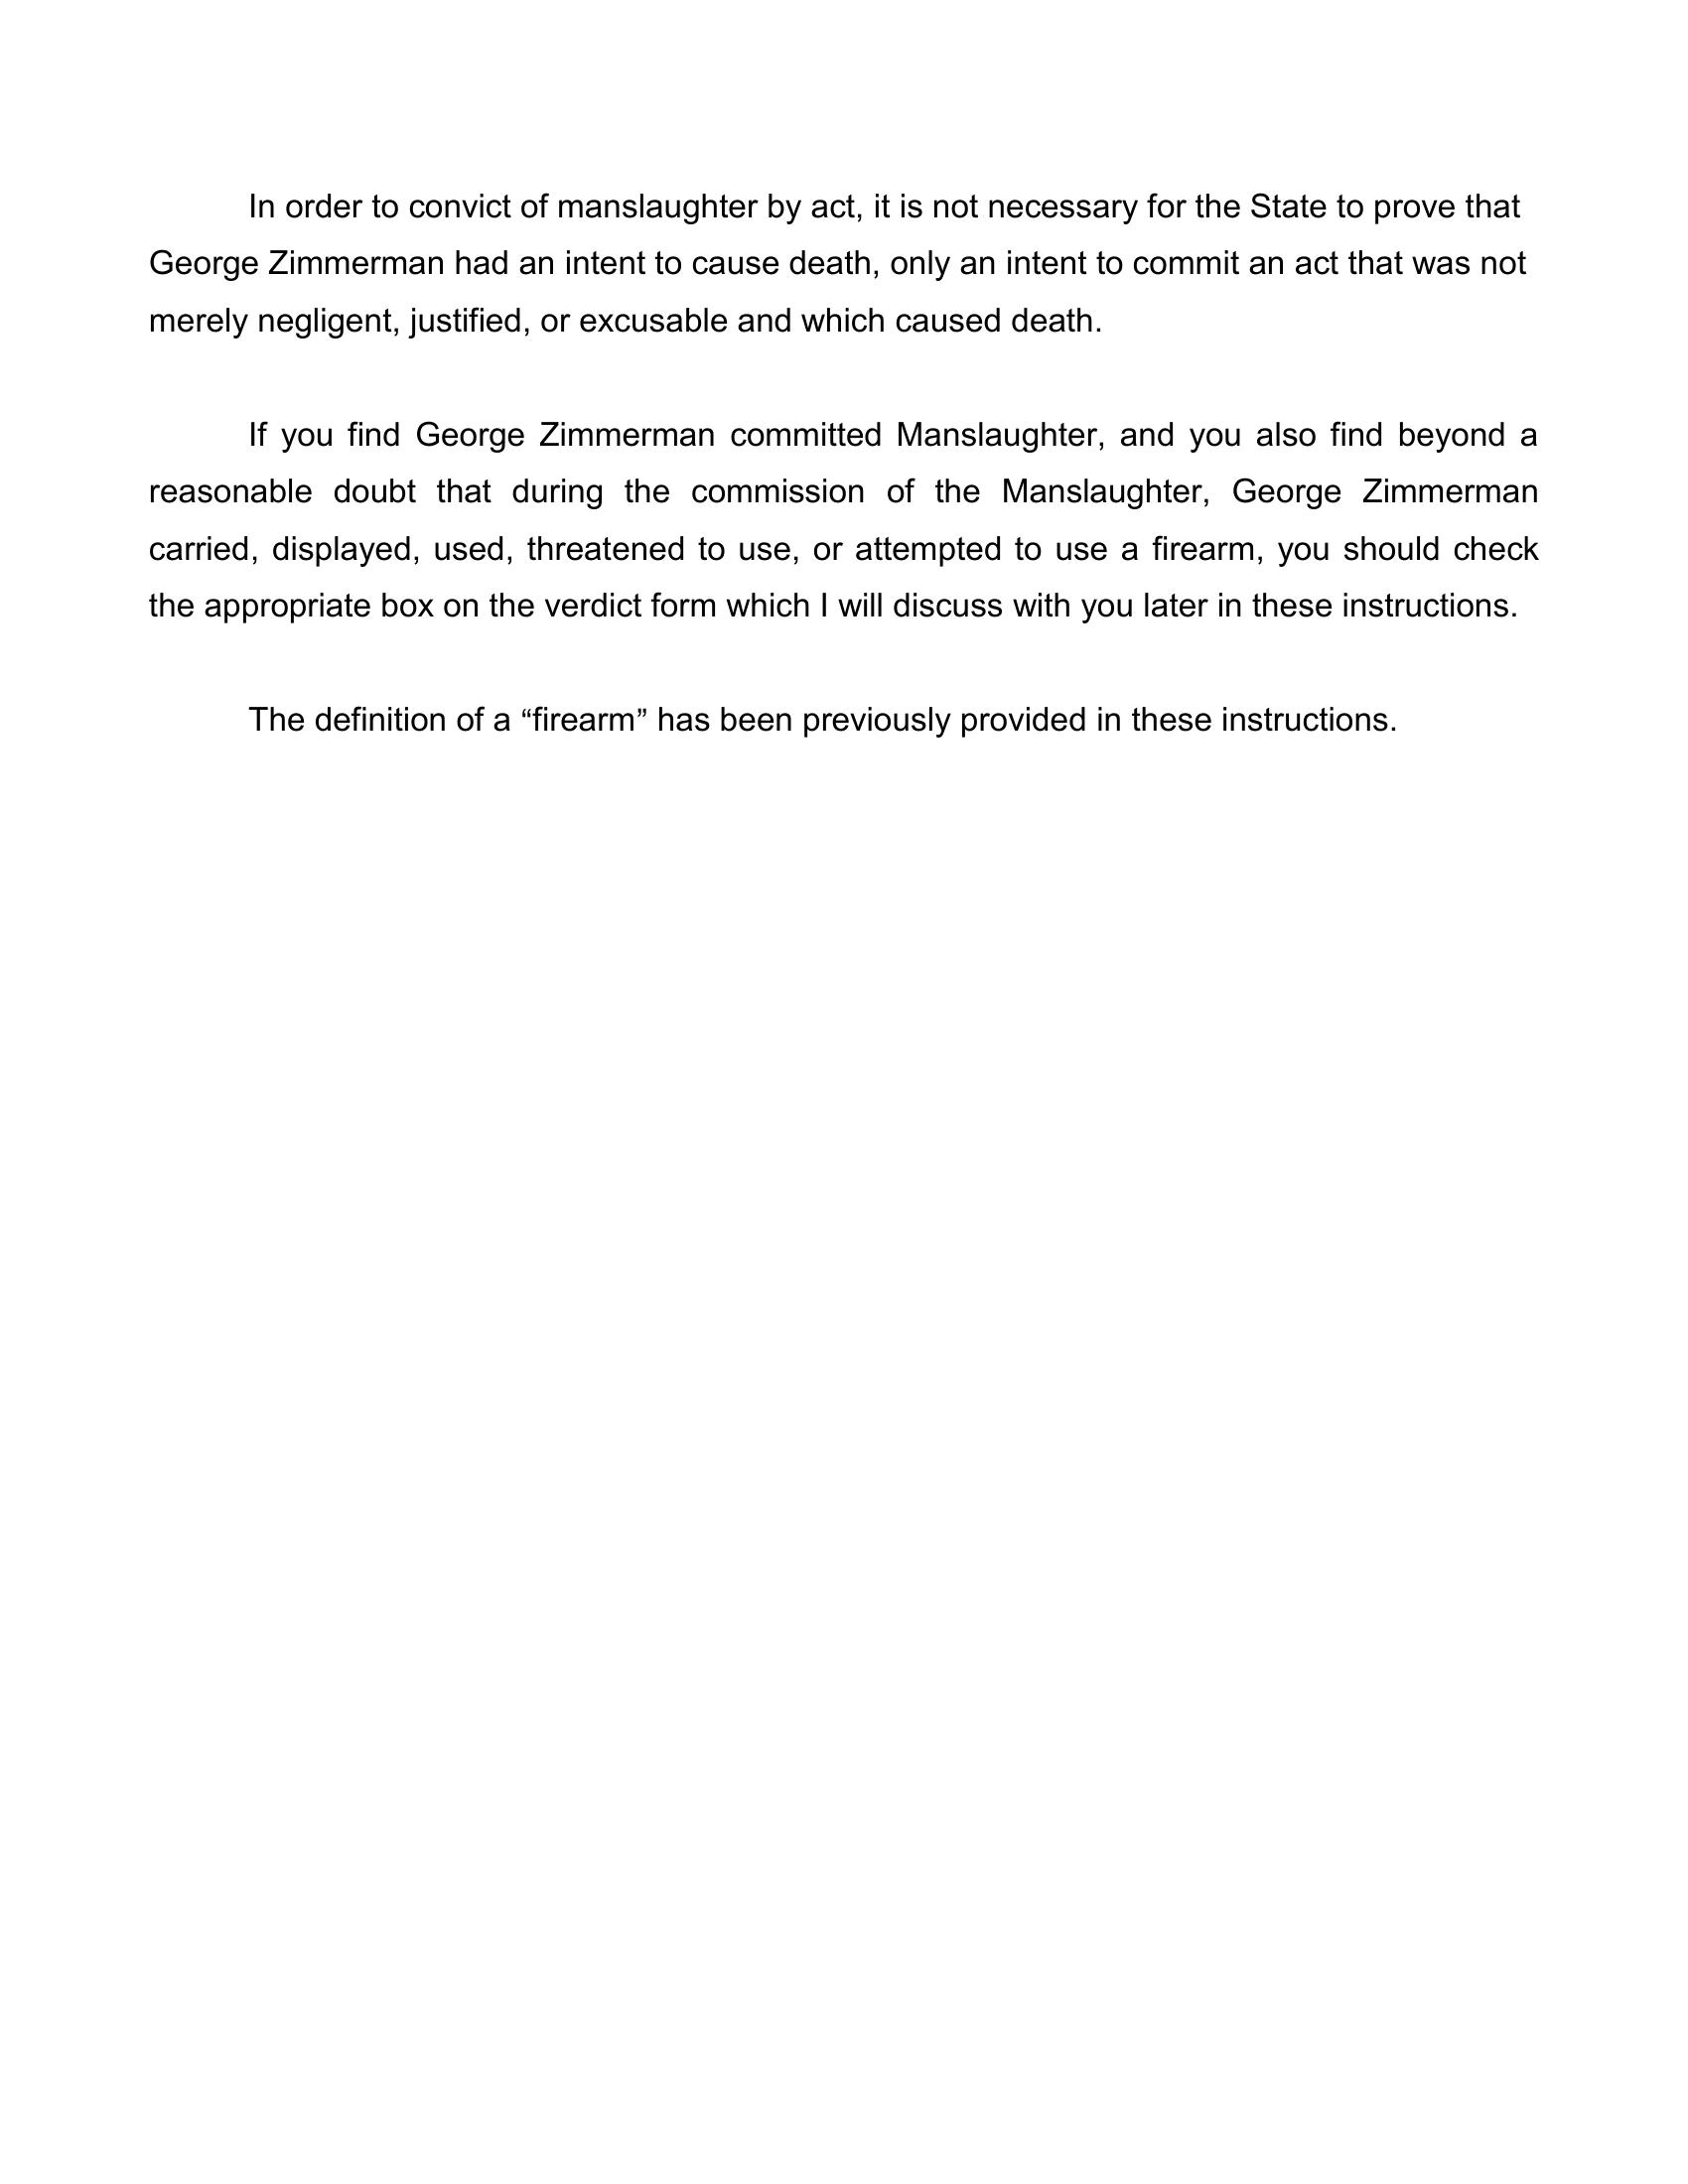 In order to convict of manslaughter by act, it is not necessary for the State to prove that
George Zimmerman had an intent to cause death, only an intent to commit an act that was not
merely negligent, justified, or excusable and which caused death.
If you find George Zimmerman committed Manslaughter, and you also find beyond a
reasonable doubt that during the commission of the Manslaughter, George Zimmerman
carried, displayed, used, threatened to use, or attempted to use a firearm, you should check
the appropriate box on the verdict form which I will discuss with you later in these instructions.
The definition of a “firearm” has been previously provided in these instructions.